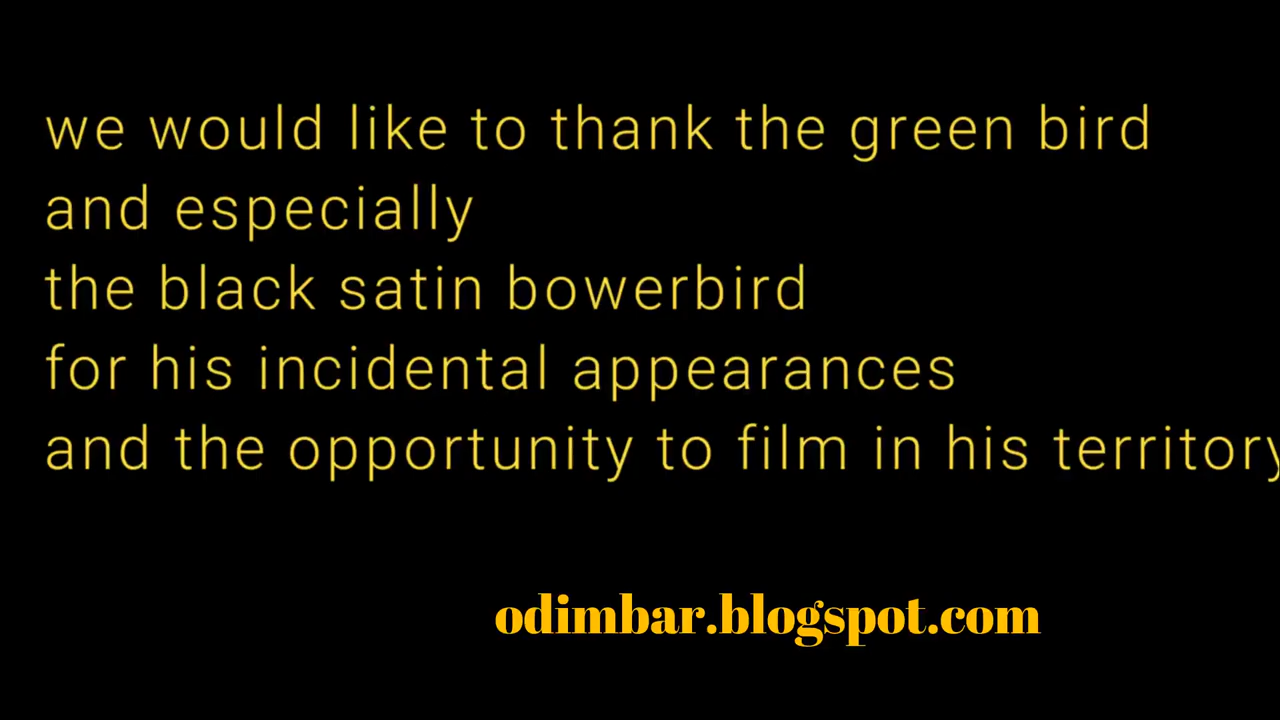 we would like to thank the green bird
and especially
the black satin bowerbird
for his incidental appearances
and the opportunity to film in his territory
odimbar.blogspot.com